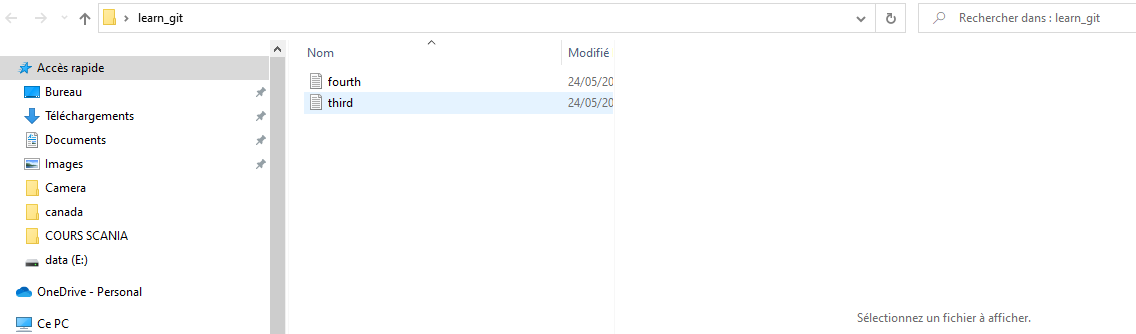 learn_git
Rechercher dans : learn_git
Accès rapide
Bureau
Téléchargements
Documents
Images
Camera
canada
COURS SCANIA
data (E:)
OneDrive - Personal
Ce PC
Nom Modifié
fourth 24/05/20
third 24/05/20
Sélectionnez un fichier à afficher.